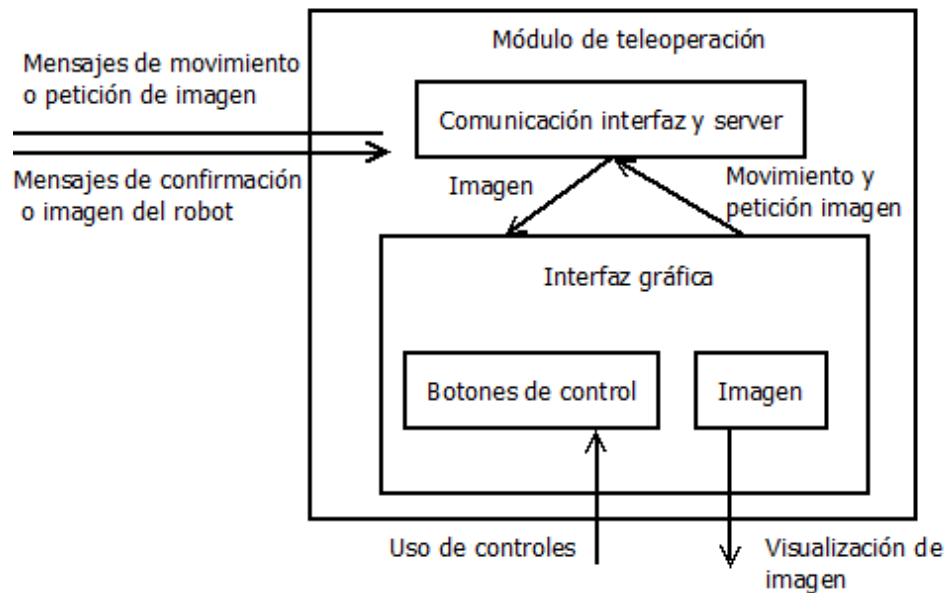 Módulo de teleoperación
Mensajes de movimiento
o petición de imagen
Comunicación interfaz y server
Mensajes de confirmación
o imagen del robot
Imagen
Movimiento y
petición imagen
Interfaz gráfica
Botones de control
Imagen
Uso de controles
Visualización de
imagen